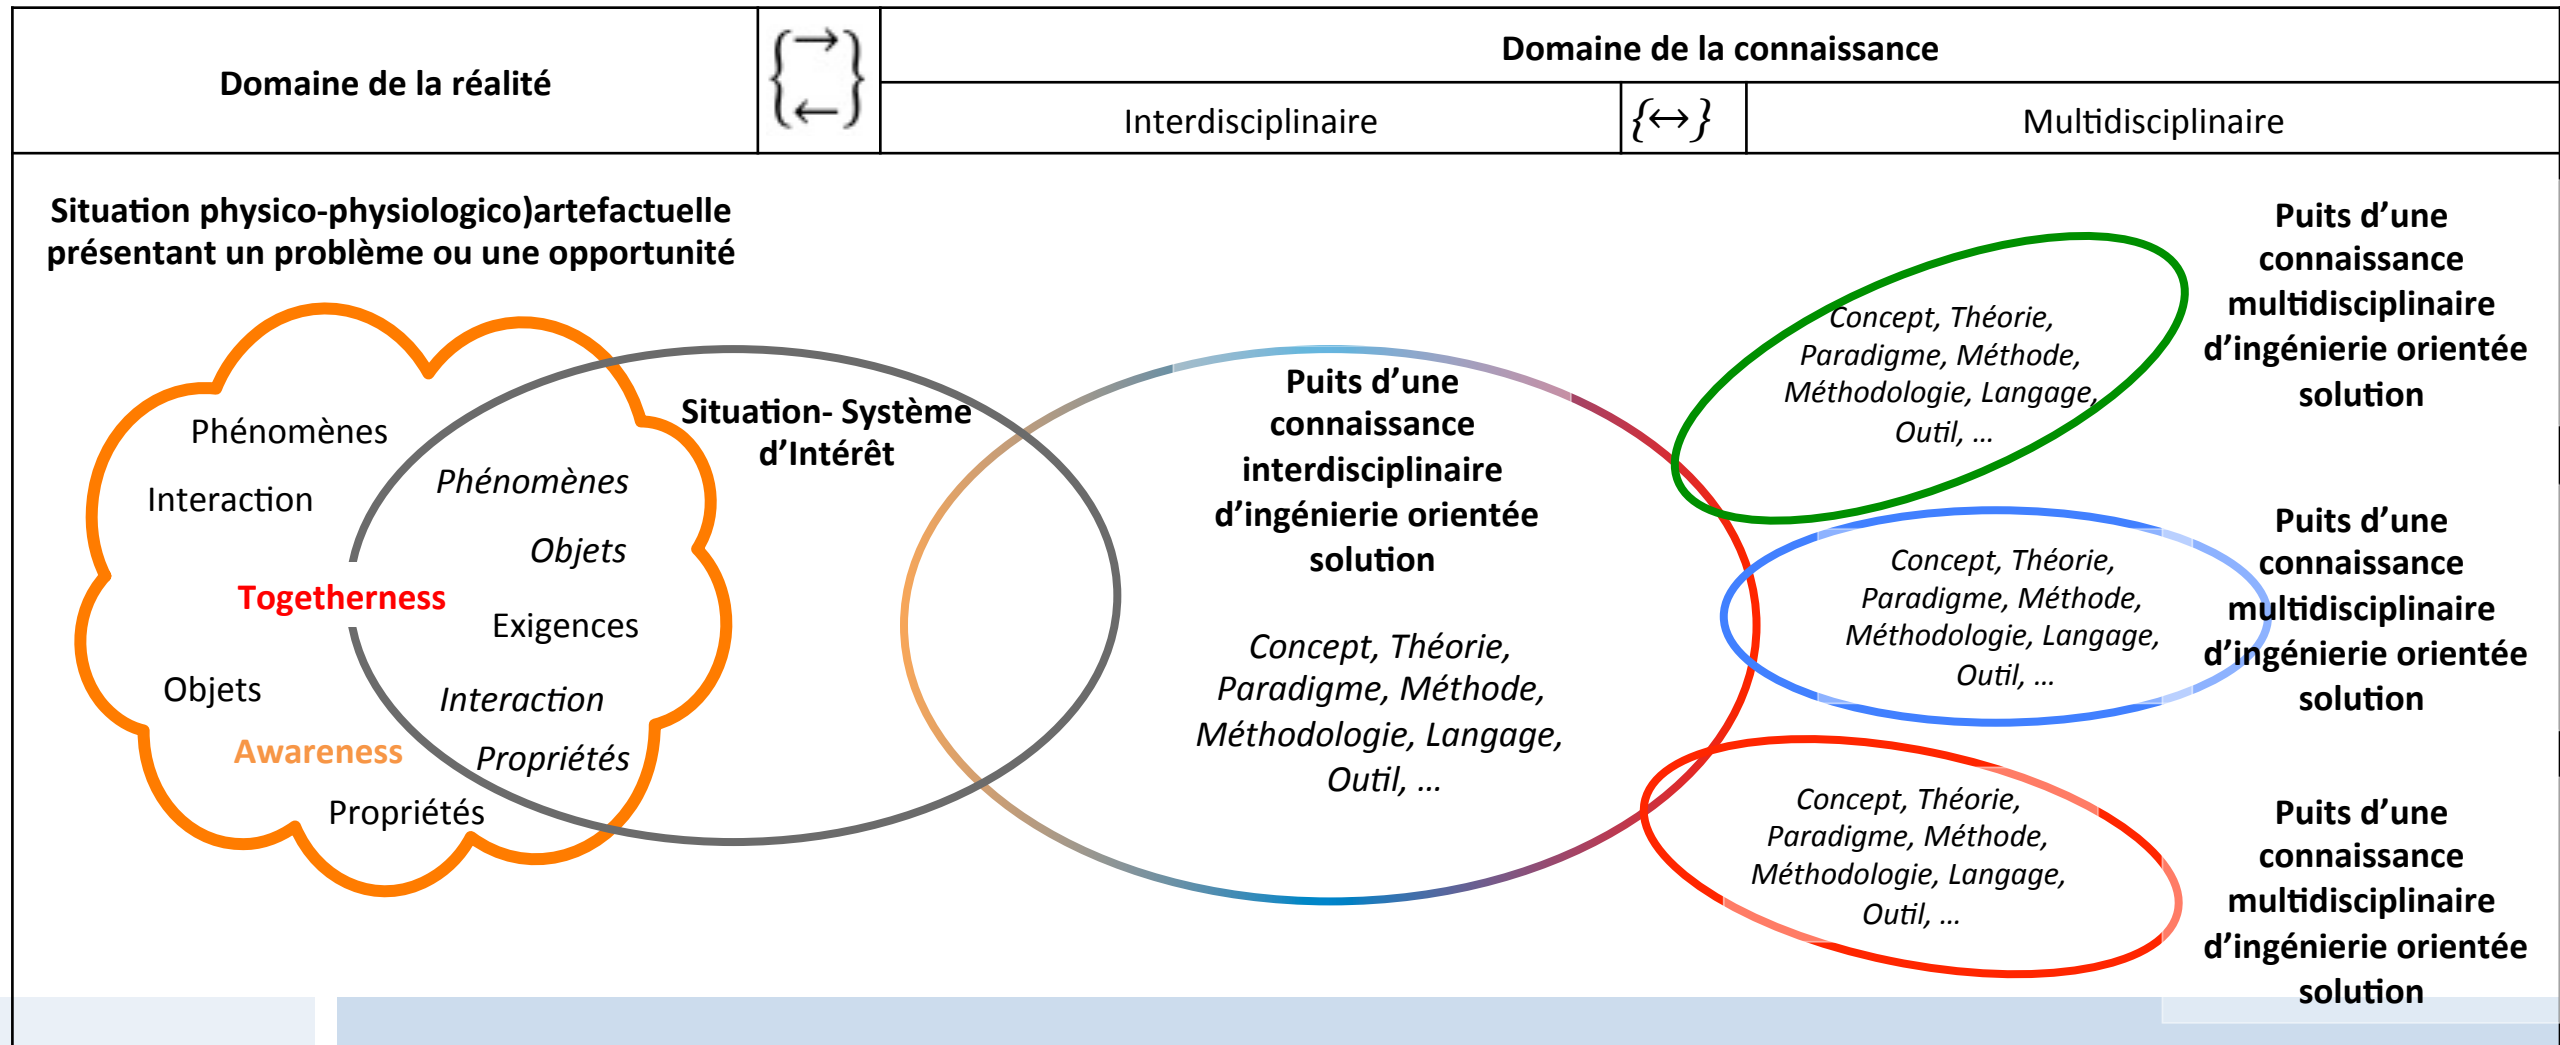 Domaine de la réalité
{→
←}
Domaine de la connaissance
Interdisciplinaire
{↔}
Multidisciplinaire
Situation physico-physiologico)artefactuelle
présentant un problème ou une opportunité
Phénomènes
Interaction
Togetherness
Objets
Awareness
Propriétés
Phénomènes
Objets
Exigences
Interaction
Propriétés
Situation- Système
d’Intérêt
Puits d’une
connaissance
interdisciplinaire
d’ingénierie orientée
solution
Concept, Théorie,
Paradigme, Méthode,
Méthodologie, Langage,
Outil, ...
Concept, Théorie,
Paradigme, Méthode,
Méthodologie, Langage,
Outil, ...
Puits d’une
connaissance
multidisciplinaire
d’ingénierie orientée
solution
Concept, Théorie,
Paradigme, Méthode,
Méthodologie, Langage,
Outil, ...
Puits d’une
connaissance
multidisciplinaire
d’ingénierie orientée
solution
Concept, Théorie,
Paradigme, Méthode,
Méthodologie, Langage,
Outil, ...
Puits d’une
connaissance
multidisciplinaire
d’ingénierie orientée
solution